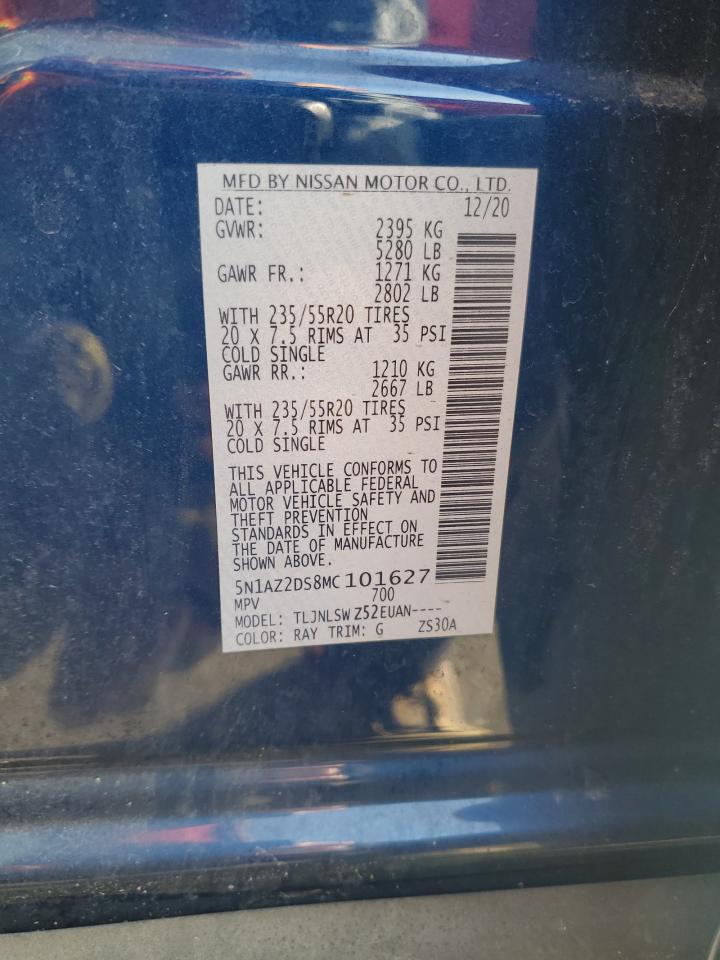 MFD BY NISSAN MOTOR CO., LTD.
DATE: 12/20
GVWR: 2395 KG
5280 LB
GAWR FR.: 1271 KG
2802 LB
WITH 235/55R20 TIRES
20 X 7.5 RIMS AT 35 PSI
COLD SINGLE
GAWR RR.: 1210 KG
2667 LB
WITH 235/55R20 TIRES
20 X 7.5 RIMS AT 35 PSI
COLD SINGLE
THIS VEHICLE CONFORMS TO
ALL APPLICABLE FEDERAL
MOTOR VEHICLE SAFETY AND
THEFT PREVENTION
STANDARDS IN EFFECT ON
THE DATE OF MANUFACTURE
SHOWN ABOVE.
5N1AZ2DS8MC101627
MPV 700
MODEL: TLJNLSWZ52EUAN----
COLOR: RAY TRIM: G ZS30A